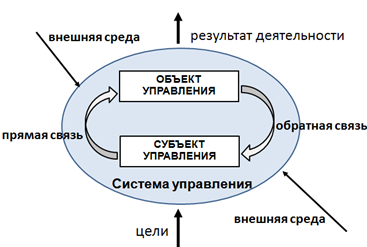 внешняя среда
результат деятельности
ОБЪЕКТ
УПРАВЛЕНИЯ
прямая связь
обратная связь
СУБЪЕКТ
УПРАВЛЕНИЯ
Система управления
внешняя среда
цели